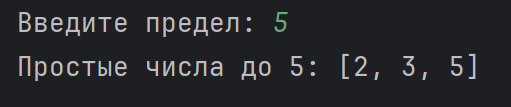 Введите предел: 5
Простые числа до 5: [2, 3, 5]